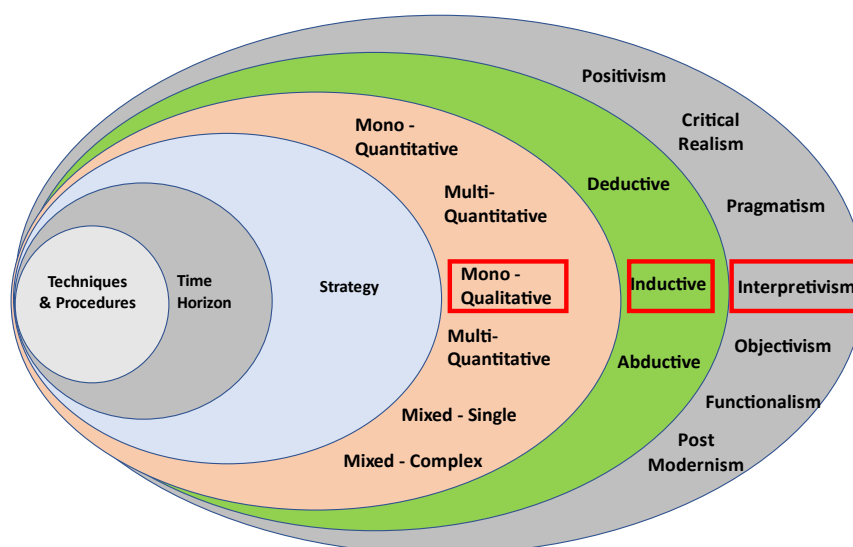 Positivism
Critical
Realism
Pragmatism
Interpretivism
Objectivism
Functionalism
Post
Modernism
Deductive
Inductive
Abductive
Mono -
Quantitative
Multi-
Quantitative
Mono -
Qualitative
Multi-
Quantitative
Mixed - Single
Mixed - Complex
Strategy
Time
Horizon
Techniques
& Procedures